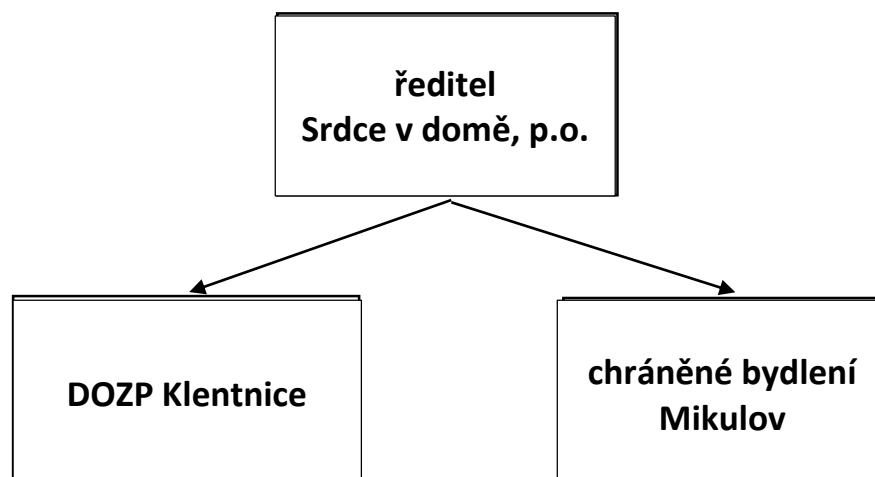 ředitel
Srdce v domě, p.o.
DOZP Klentnice
chráněné bydlení
Mikulov